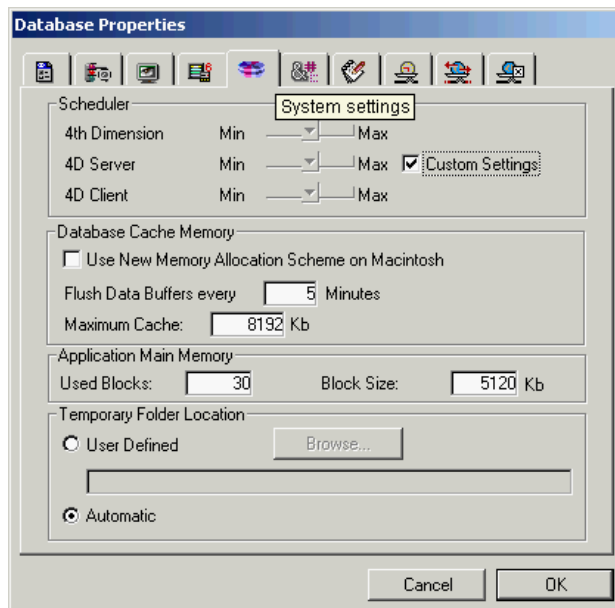 Database Properties
System settings
Scheduler
4th Dimension Min Max
4D Server Min Max Custom Settings
4D Client Min Max
Database Cache Memory
Use New Memory Allocation Scheme on Macintosh
Flush Data Buffers every 5 Minutes
Maximum Cache: 8192 Kb
Application Main Memory
Used Blocks: 30 Block Size: 5120 Kb
Temporary Folder Location
User Defined Browse...
Automatic
Cancel OK